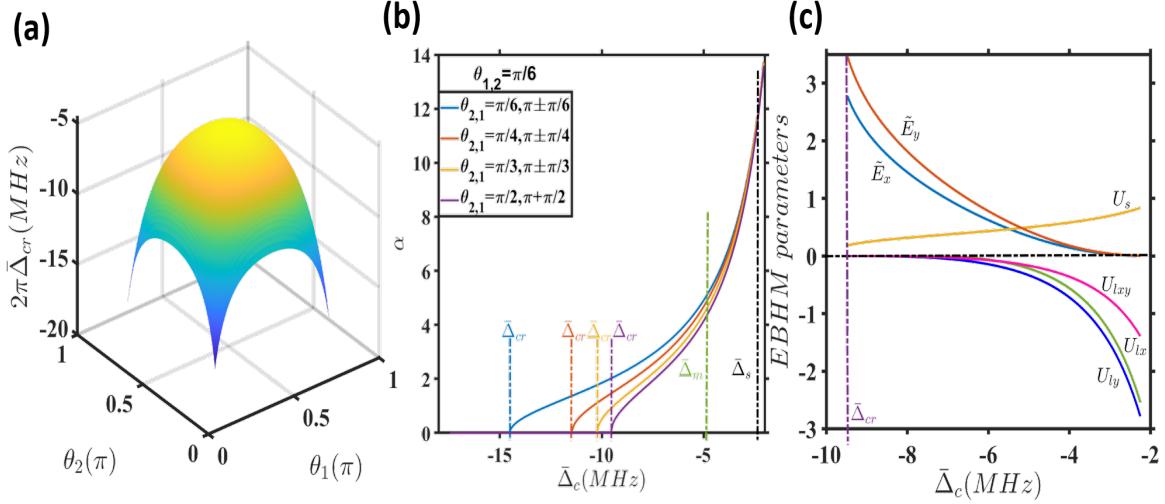 (a)
-5
-10
-15
-20
2πΔ̄cr(MHz)
1
0.5
0
θ2(π)
0
0.5
1
θ1(π)
(b)
14
12
10
8
6
4
2
0
α
θ1,2=π/6
θ2,1=π/6,π±π/6
θ2,1=π/4,π±π/4
θ2,1=π/3,π±π/3
θ2,1=π/2,π+π/2
Δ̄cr
Δ̄cr
Δ̄cr
Δ̄cr
Δ̄m
Δ̄s
-15
-10
-5
Δ̄c(MHz)
(c)
3
2
1
0
-1
-2
-3
EBHM parameters
Ẽy
Ẽx
Us
Ulxy
Ulx
Uly
Δ̄cr
-10
-8
-6
-4
-2
Δ̄c(MHz)